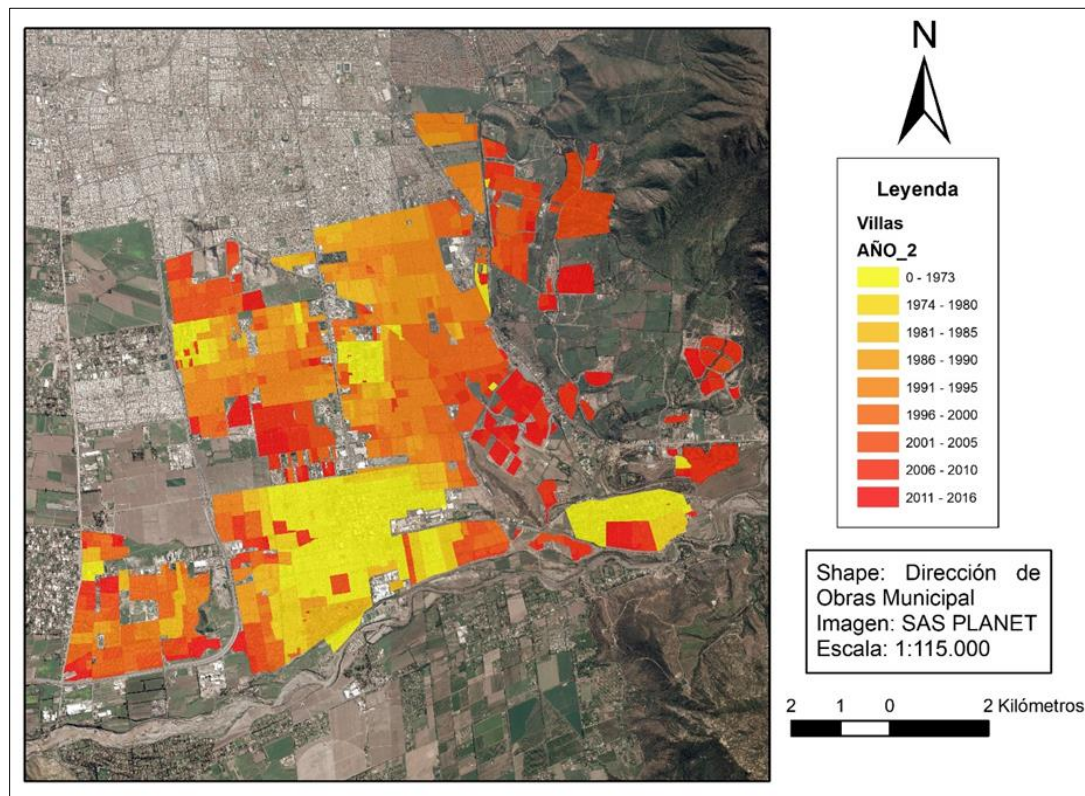 N
Leyenda
Villas
AÑO_2
0 - 1973
1974 - 1980
1981 - 1985
1986 - 1990
1991 - 1995
1996 - 2000
2001 - 2005
2006 - 2010
2011 - 2016
Shape: Dirección de
Obras Municipal
Imagen: SAS PLANET
Escala: 1:115.000
2 1 0 2 Kilómetros